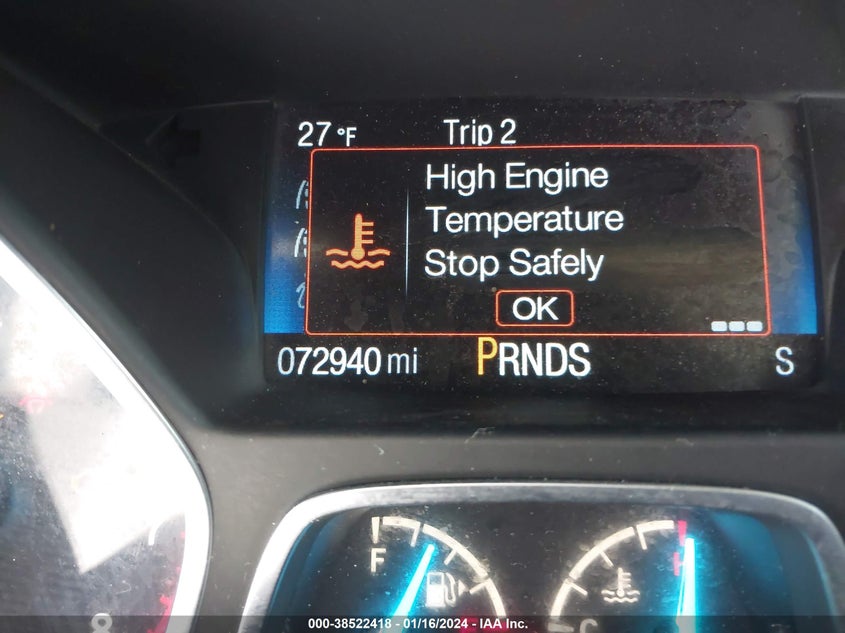 27 °F
Trip 2
High Engine
Temperature
Stop Safely
OK
072940 mi
PRNDS
S
F
H
C
8
000-38522418 - 01/16/2024 - IAA Inc.